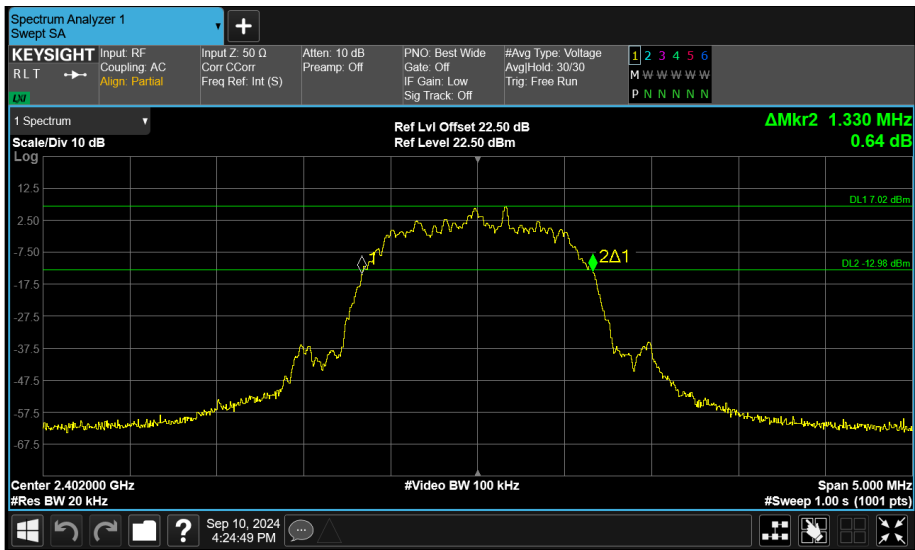 Spectrum Analyzer 1
Swept SA
+
KEYSIGHT
RLT
LXI
Input: RF
Coupling: AC
Align: Partial
Input Z: 50 Ω
Corr CCorr
Freq Ref: Int (S)
Atten: 10 dB
Preamp: Off
PNO: Best Wide
Gate: Off
IF Gain: Low
Sig Track: Off
#Avg Type: Voltage
Avg|Hold: 30/30
Trig: Free Run
1 2 3 4 5 6
M W W W W W
P N N N N N
1 Spectrum
Scale/Div 10 dB
Ref Lvl Offset 22.50 dB
Ref Level 22.50 dBm
ΔMkr2 1.330 MHz
0.64 dB
Log
12.5
2.50
-7.50
-17.5
-27.5
-37.5
-47.5
-57.5
-67.5
DL1 7.02 dBm
DL2 -12.98 dBm
1
2Δ1
Center 2.402000 GHz
#Video BW 100 kHz
Span 5.000 MHz
#Res BW 20 kHz
#Sweep 1.00 s (1001 pts)
?
Sep 10, 2024
4:24:49 PM